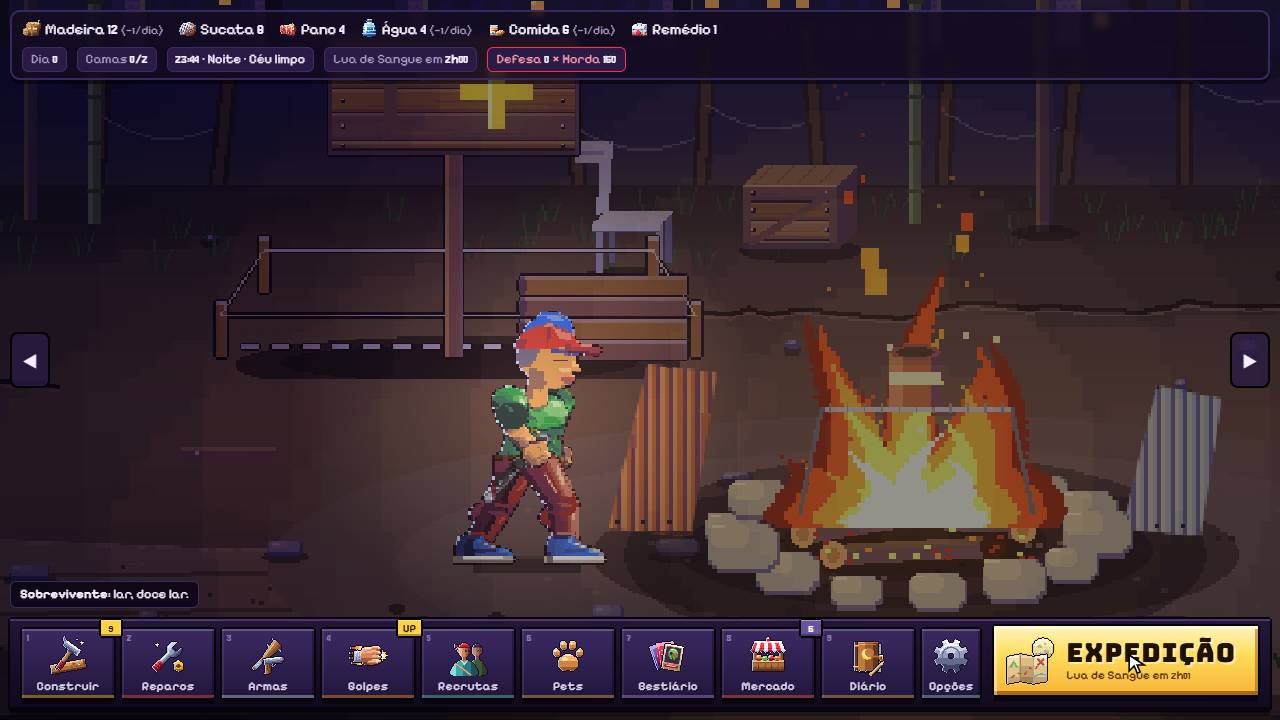 Madeira 12 (-1/dia) Sucata 8 Pano 4 Água 4 (-1/dia) Comida 6 (-1/dia) Remédio 1
Dia 0 Camas 0/2 23:44 · Noite · Céu limpo Lua de Sangue em 2h00 Defesa 0 × Horda 160
Sobrevivente: lar, doce lar.
9 UP 6
1 2 3 4 5 6 7 8 9
Construir Reparos Armas Golpes Recrutas Pets Bestiário Mercado Diário Opções
EXPEDIÇÃO
Lua de Sangue em 2h01